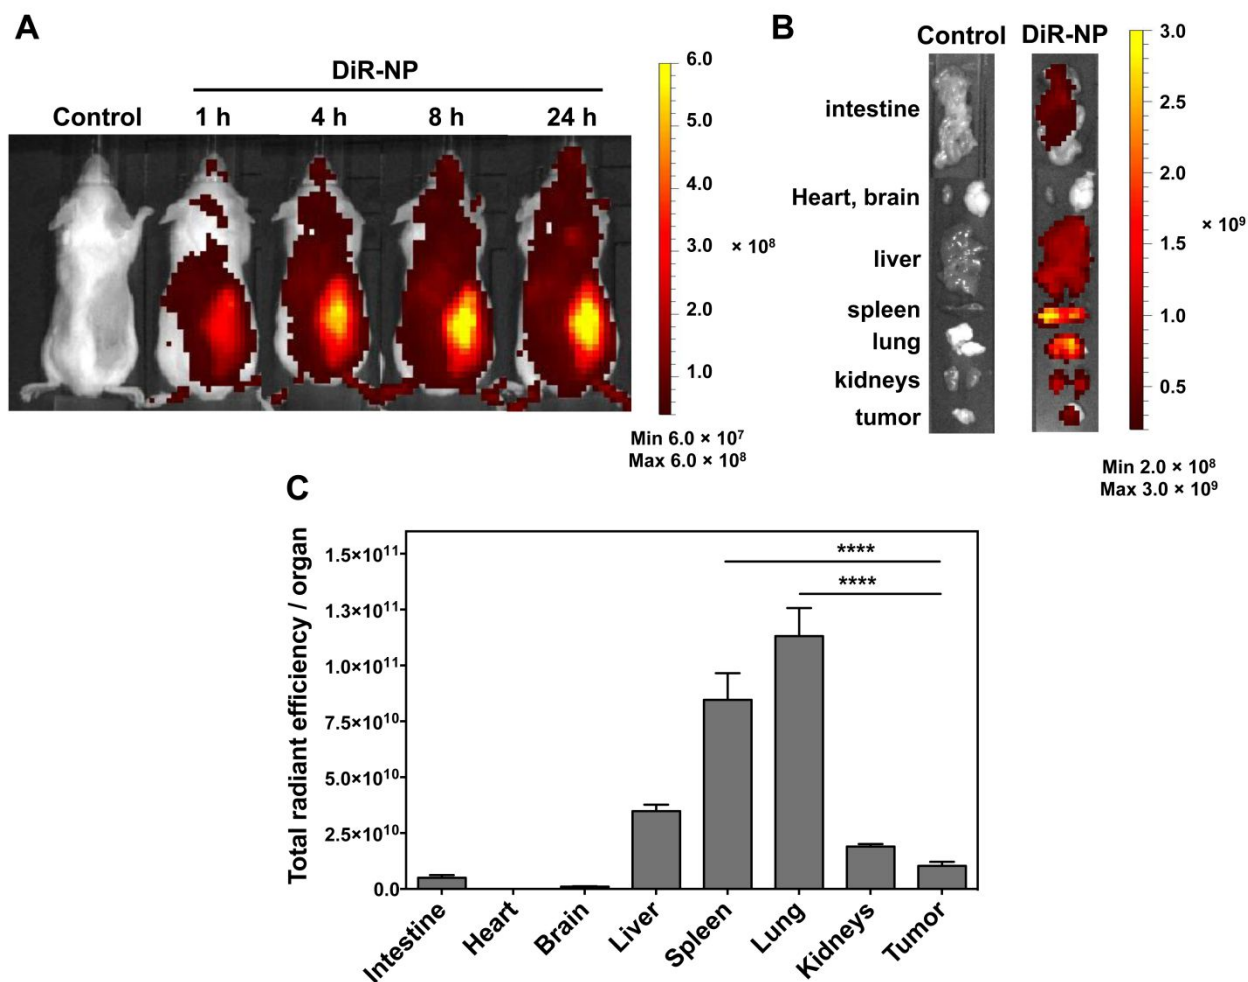 A
DiR-NP
Control 1 h 4 h 8 h 24 h
6.0
5.0
4.0
3.0
× 10⁸
2.0
1.0
Min 6.0 × 10⁷
Max 6.0 × 10⁸
B
Control DiR-NP
intestine
Heart, brain
liver
spleen
lung
kidneys
tumor
3.0
2.5
2.0
× 10⁹
1.5
1.0
0.5
Min 2.0 × 10⁸
Max 3.0 × 10⁹
C
Total radiant efficiency / organ
1.5×10¹¹
1.3×10¹¹
1.0×10¹¹
7.5×10¹⁰
5.0×10¹⁰
2.5×10¹⁰
0.0
****
****
Intestine
Heart
Brain
Liver
Spleen
Lung
Kidneys
Tumor